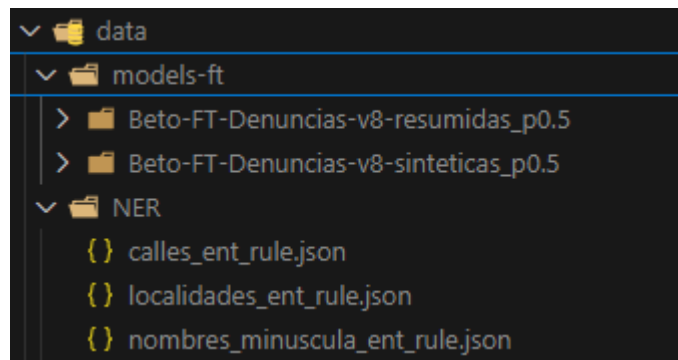 data
models-ft
Beto-FT-Denuncias-v8-resumidas_p0.5
Beto-FT-Denuncias-v8-sinteticas_p0.5
NER
{} calles_ent_rule.json
{} localidades_ent_rule.json
{} nombres_minuscula_ent_rule.json